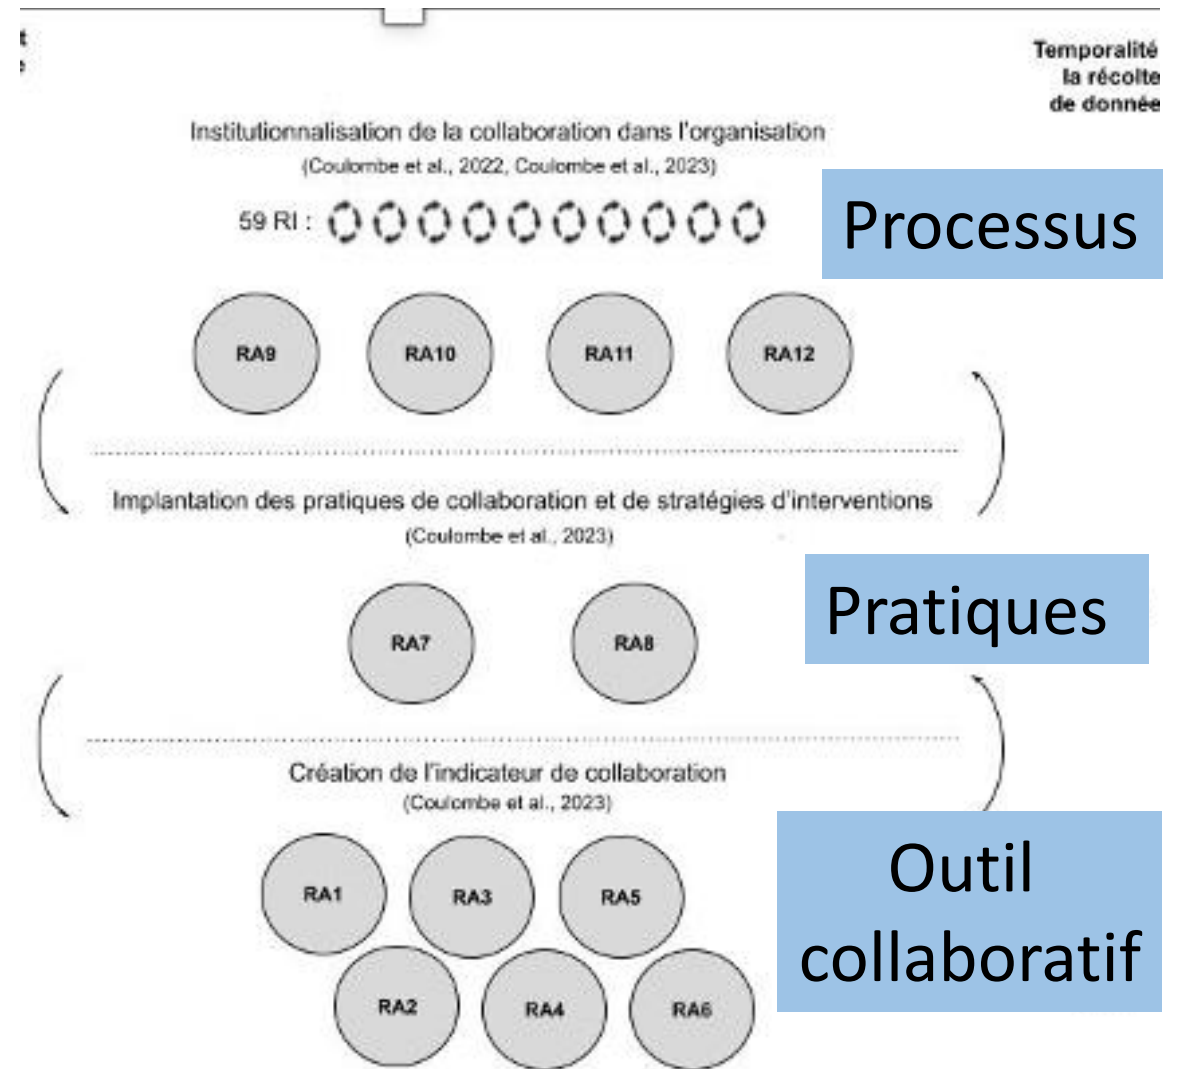 Temporalité
la récolte
de donnée
Institutionnalisation de la collaboration dans l'organisation
(Coulombe et al., 2022, Coulombe et al., 2023)
Processus
59 RI :
RA9 RA10 RA11 RA12
Implantation des pratiques de collaboration et de stratégies d'interventions
(Coulombe et al., 2023)
Pratiques
RA7 RA8
Création de l'indicateur de collaboration
(Coulombe et al., 2023)
Outil
collaboratif
RA1 RA3 RA5
RA2 RA4 RA6